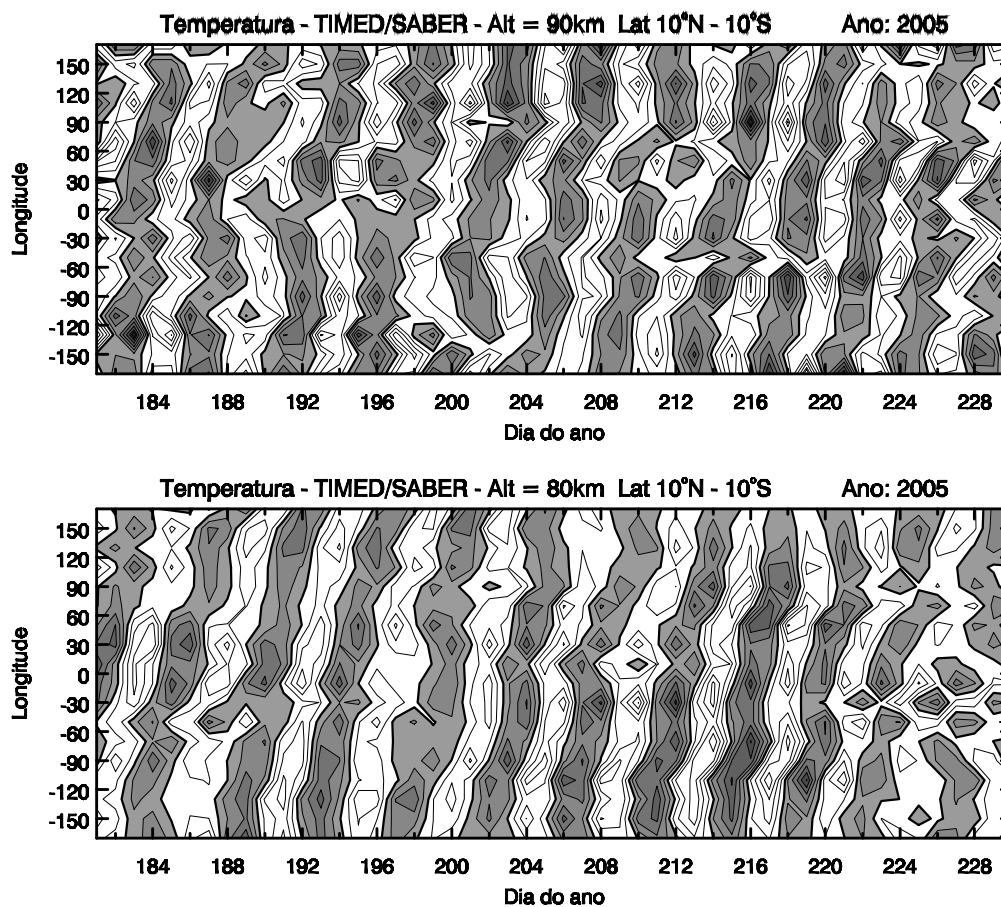 Temperatura - TIMED/SABER - Alt = 90km Lat 10°N - 10°S Ano: 2005
150
120
90
60
30
0
-30
-60
-90
-120
-150
Longitude
184 188 192 196 200 204 208 212 216 220 224 228
Dia do ano
Temperatura - TIMED/SABER - Alt = 80km Lat 10°N - 10°S Ano: 2005
150
120
90
60
30
0
-30
-60
-90
-120
-150
Longitude
184 188 192 196 200 204 208 212 216 220 224 228
Dia do ano